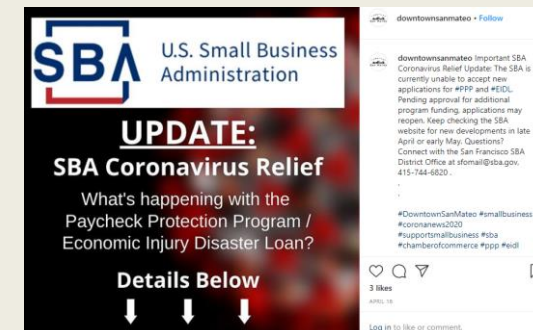 SBA
U.S. Small Business
Administration
UPDATE:
SBA Coronavirus Relief
What's happening with the
Paycheck Protection Program /
Economic Injury Disaster Loan?
Details Below
downtownsanmateo • Follow
downtownsanmateo Important SBA
Coronavirus Relief Update: The SBA is
currently unable to accept new
applications for #PPP and #EIDL.
Pending approval for additional
program funding, applications may
reopen. Keep checking the SBA
website for new developments in late
April or early May. Questions?
Connect with the San Francisco SBA
District Office at sfomail@sba.gov,
415-744-6820 .
.
.
#DowntownSanMateo #smallbusiness
#coronanews2020
#supportsmallbusiness #sba
#chamberofcommerce #ppp #eidl
3 likes
APRIL 16
Log in to like or comment.